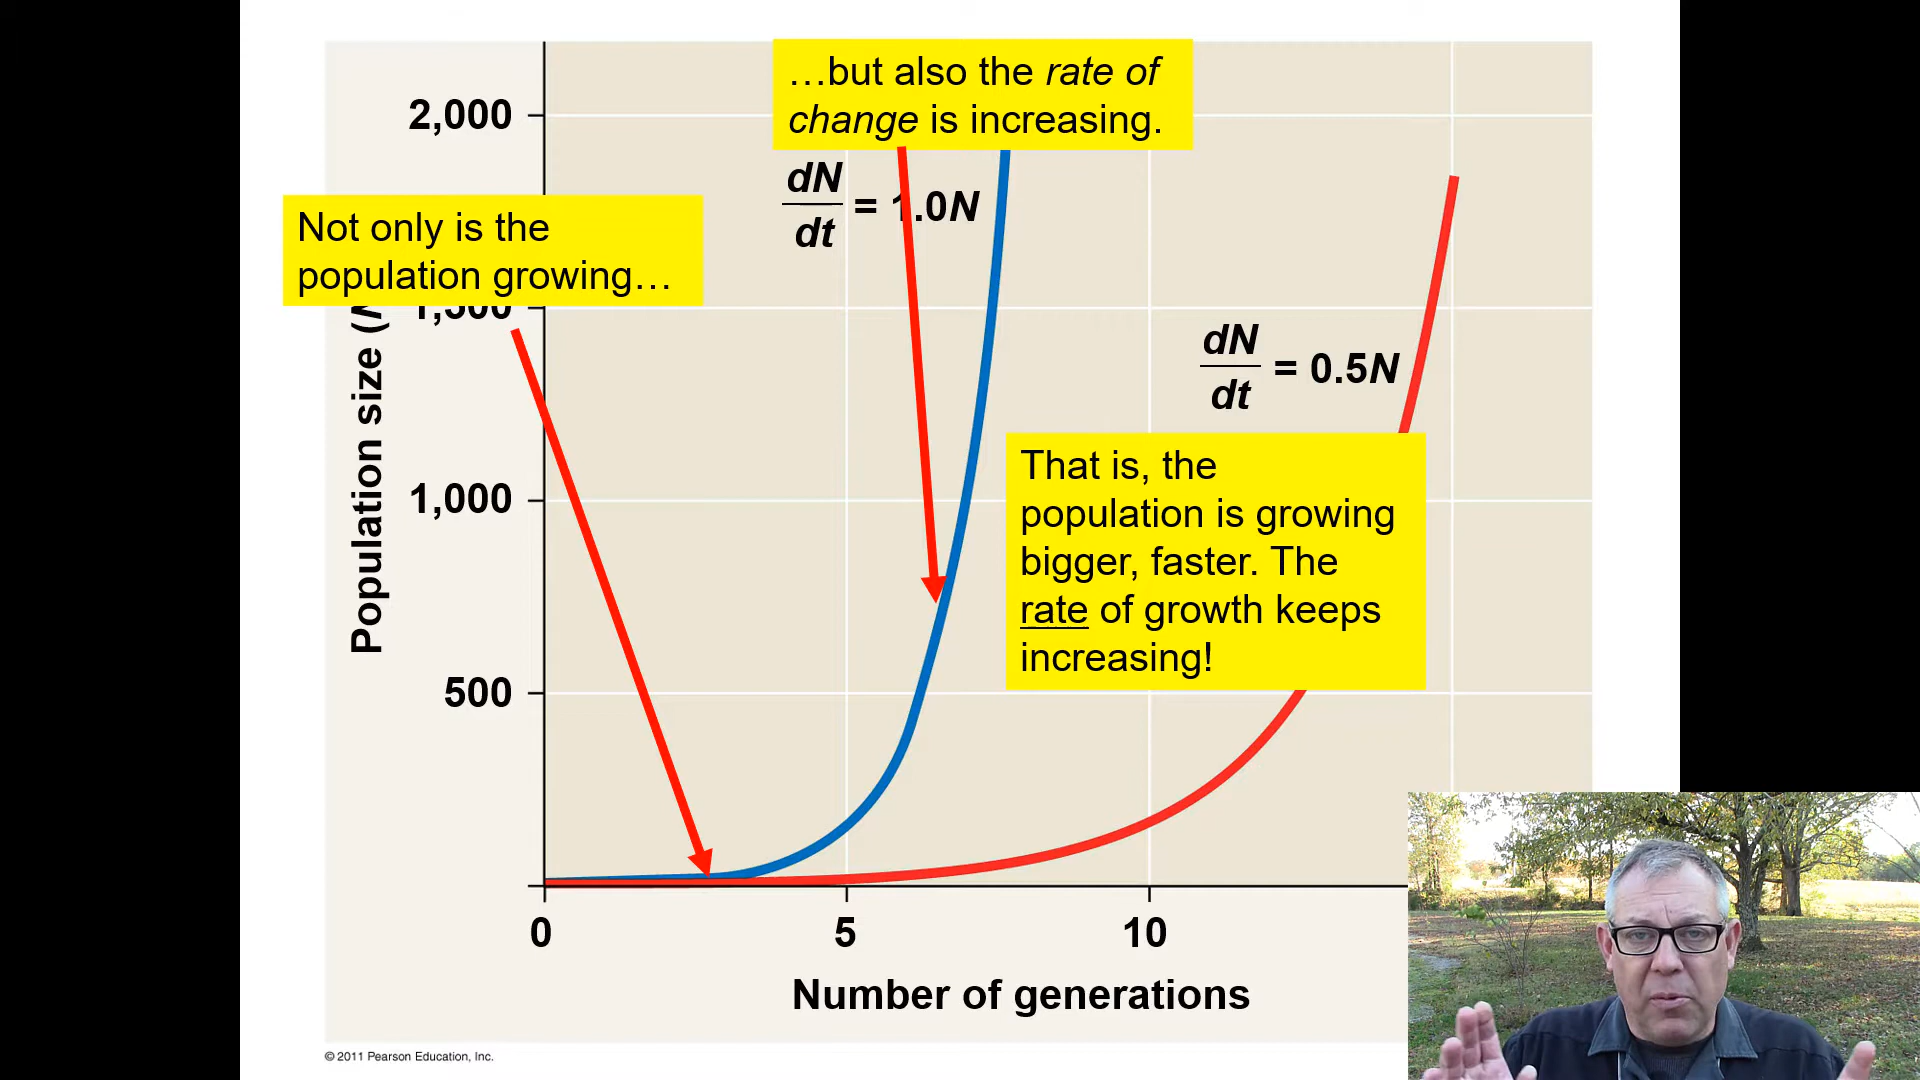 …but also the rate of
change is increasing.
2,000
dN
dt
= 1.0N
Not only is the
population growing…
1,500
dN
dt
= 0.5N
That is, the
population is growing
bigger, faster. The
rate of growth keeps
increasing!
Population size (N
1,000
500
0
5
10
Number of generations
© 2011 Pearson Education, Inc.